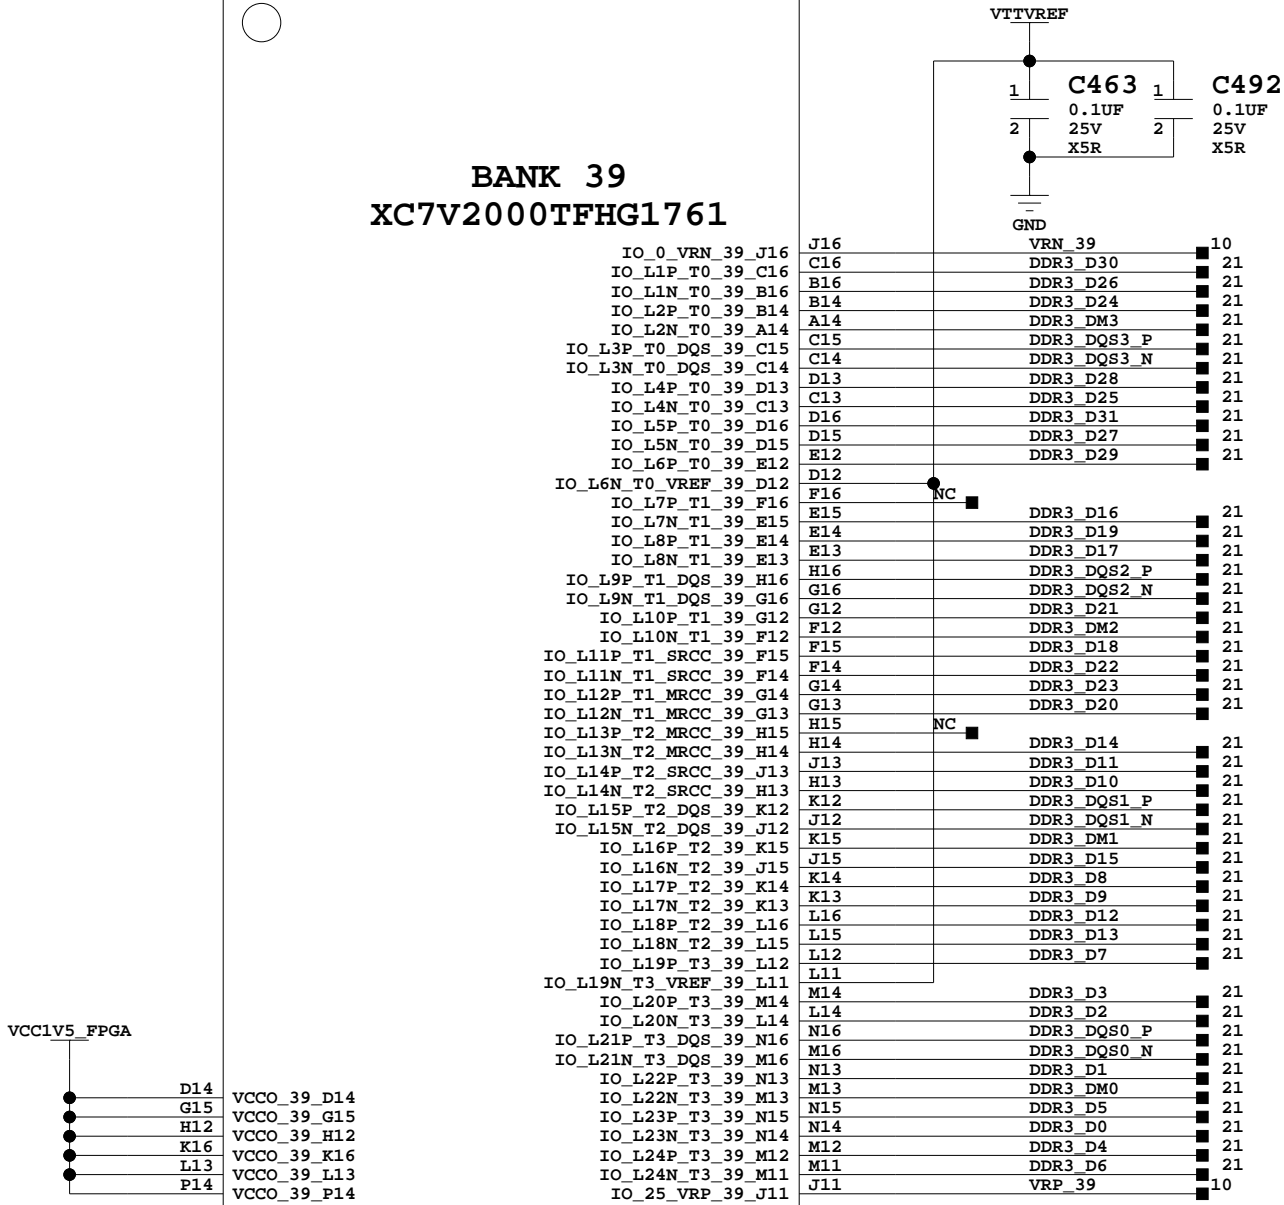 VTTVREF
1 C463 1 C492
0.1UF 0.1UF
2 25V 2 25V
X5R X5R
GND
BANK 39
XC7V2000TFHG1761
IO_0_VRN_39_J16 J16 VRN_39 10
IO_L1P_T0_39_C16 C16 DDR3_D30 21
IO_L1N_T0_39_B16 B16 DDR3_D26 21
IO_L2P_T0_39_B14 B14 DDR3_D24 21
IO_L2N_T0_39_A14 A14 DDR3_DM3 21
IO_L3P_T0_DQS_39_C15 C15 DDR3_DQS3_P 21
IO_L3N_T0_DQS_39_C14 C14 DDR3_DQS3_N 21
IO_L4P_T0_39_D13 D13 DDR3_D28 21
IO_L4N_T0_39_C13 C13 DDR3_D25 21
IO_L5P_T0_39_D16 D16 DDR3_D31 21
IO_L5N_T0_39_D15 D15 DDR3_D27 21
IO_L6P_T0_39_E12 E12 DDR3_D29 21
IO_L6N_T0_VREF_39_D12 D12
IO_L7P_T1_39_F16 F16 NC
IO_L7N_T1_39_E15 E15 DDR3_D16 21
IO_L8P_T1_39_E14 E14 DDR3_D19 21
IO_L8N_T1_39_E13 E13 DDR3_D17 21
IO_L9P_T1_DQS_39_H16 H16 DDR3_DQS2_P 21
IO_L9N_T1_DQS_39_G16 G16 DDR3_DQS2_N 21
IO_L10P_T1_39_G12 G12 DDR3_D21 21
IO_L10N_T1_39_F12 F12 DDR3_DM2 21
IO_L11P_T1_SRCC_39_F15 F15 DDR3_D18 21
IO_L11N_T1_SRCC_39_F14 F14 DDR3_D22 21
IO_L12P_T1_MRCC_39_G14 G14 DDR3_D23 21
IO_L12N_T1_MRCC_39_G13 G13 DDR3_D20 21
IO_L13P_T2_MRCC_39_H15 H15 NC
IO_L13N_T2_MRCC_39_H14 H14 DDR3_D14 21
IO_L14P_T2_SRCC_39_J13 J13 DDR3_D11 21
IO_L14N_T2_SRCC_39_H13 H13 DDR3_D10 21
IO_L15P_T2_DQS_39_K12 K12 DDR3_DQS1_P 21
IO_L15N_T2_DQS_39_J12 J12 DDR3_DQS1_N 21
IO_L16P_T2_39_K15 K15 DDR3_DM1 21
IO_L16N_T2_39_J15 J15 DDR3_D15 21
IO_L17P_T2_39_K14 K14 DDR3_D8 21
IO_L17N_T2_39_K13 K13 DDR3_D9 21
IO_L18P_T2_39_L16 L16 DDR3_D12 21
IO_L18N_T2_39_L15 L15 DDR3_D13 21
IO_L19P_T3_39_L12 L12 DDR3_D7 21
IO_L19N_T3_VREF_39_L11 L11
IO_L20P_T3_39_M14 M14 DDR3_D3 21
IO_L20N_T3_39_L14 L14 DDR3_D2 21
IO_L21P_T3_DQS_39_N16 N16 DDR3_DQS0_P 21
IO_L21N_T3_DQS_39_M16 M16 DDR3_DQS0_N 21
IO_L22P_T3_39_N13 N13 DDR3_D1 21
IO_L22N_T3_39_M13 M13 DDR3_DM0 21
IO_L23P_T3_39_N15 N15 DDR3_D5 21
IO_L23N_T3_39_N14 N14 DDR3_D0 21
IO_L24P_T3_39_M12 M12 DDR3_D4 21
IO_L24N_T3_39_M11 M11 DDR3_D6 21
IO_25_VRP_39_J11 J11 VRP_39 10
VCC1V5_FPGA
D14 VCCO_39_D14
G15 VCCO_39_G15
H12 VCCO_39_H12
K16 VCCO_39_K16
L13 VCCO_39_L13
P14 VCCO_39_P14